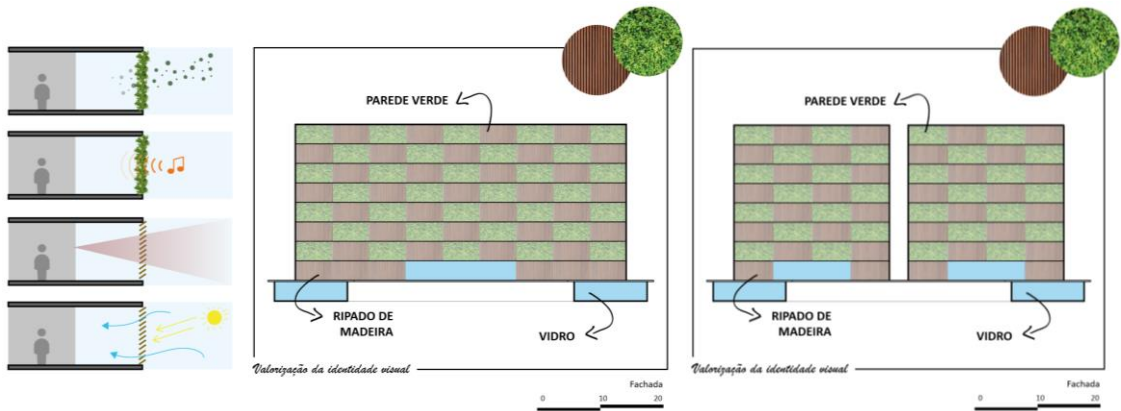 PAREDE VERDE
RIPADO DE
MADEIRA
VIDRO
Valorização da identidade visual
Fachada
0 10 20
PAREDE VERDE
RIPADO DE
MADEIRA
VIDRO
Valorização da identidade visual
Fachada
0 10 20